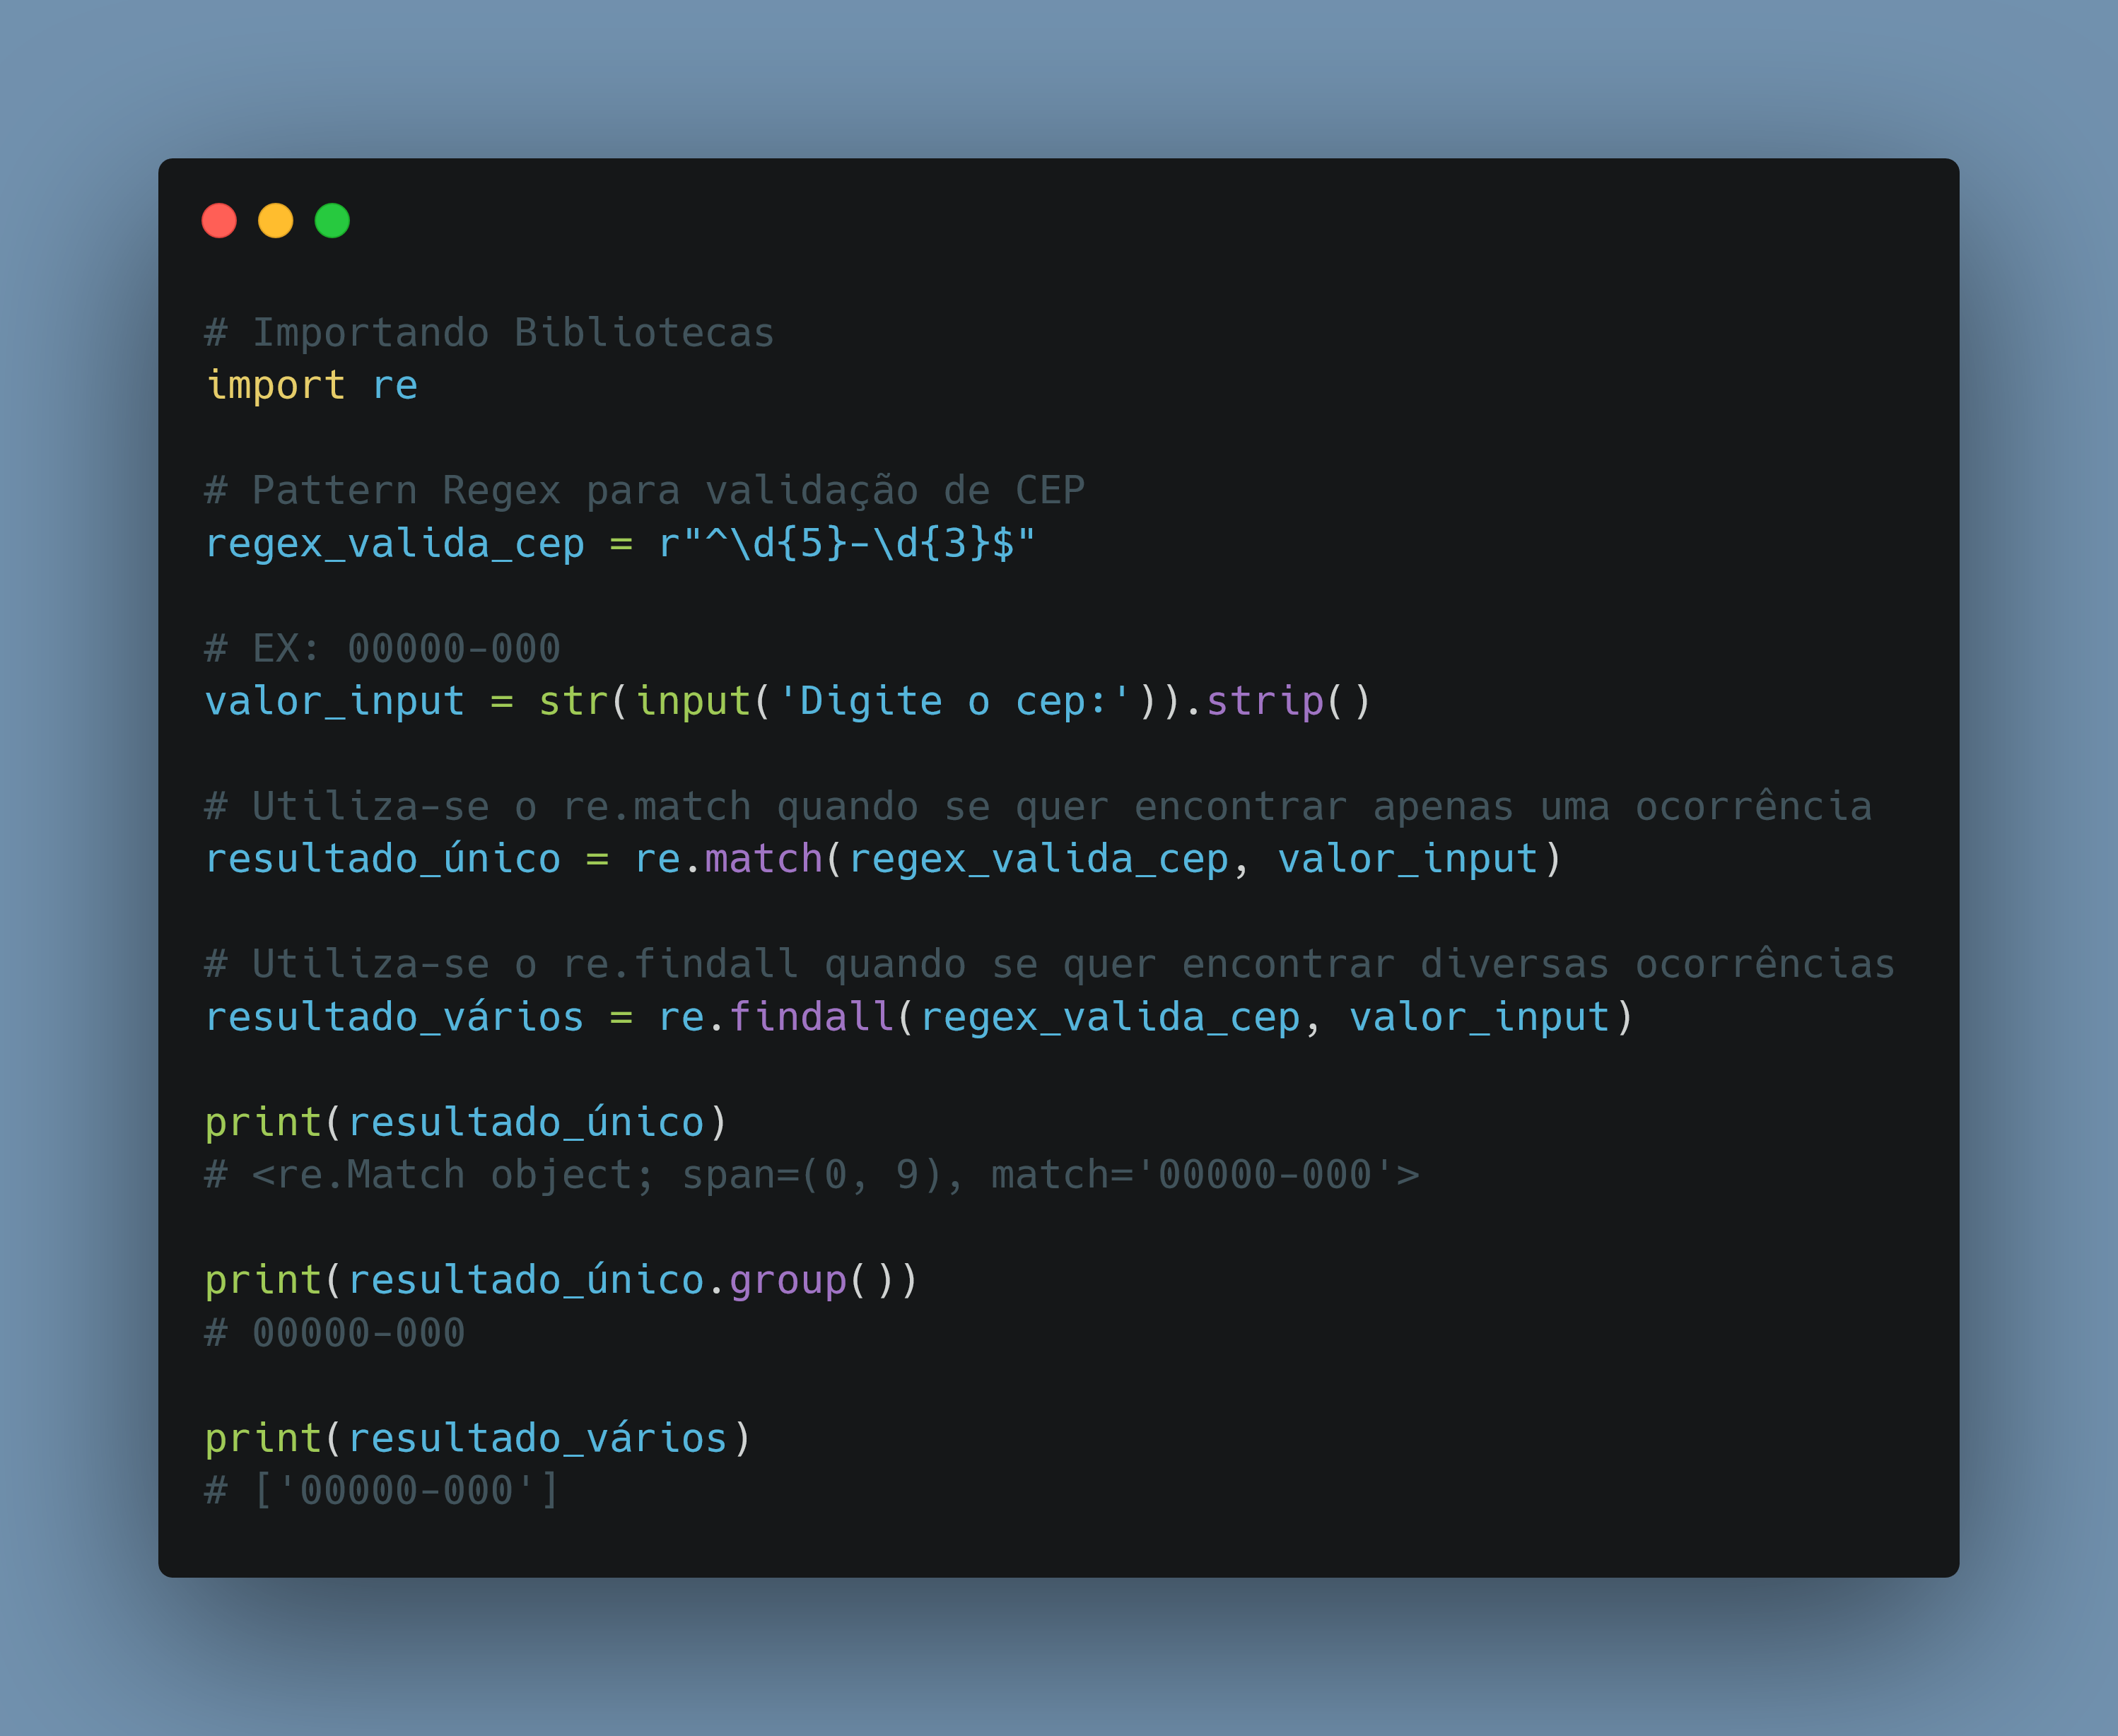 # Importando Bibliotecas
import re
# Pattern Regex para validação de CEP
regex_valida_cep = r"^\d{5}-\d{3}$"
# EX: 00000-000
valor_input = str(input('Digite o cep:')).strip()
# Utiliza-se o re.match quando se quer encontrar apenas uma ocorrência
resultado_único = re.match(regex_valida_cep, valor_input)
# Utiliza-se o re.findall quando se quer encontrar diversas ocorrências
resultado_vários = re.findall(regex_valida_cep, valor_input)
print(resultado_único)
# <re.Match object; span=(0, 9), match='00000-000'>
print(resultado_único.group())
# 00000-000
print(resultado_vários)
# ['00000-000']